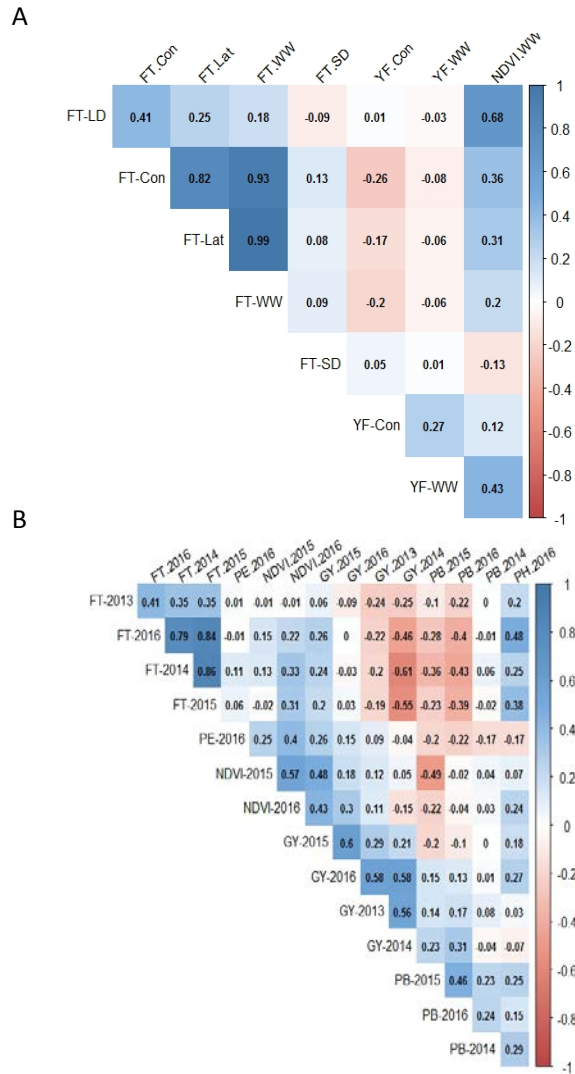 A
FT.Con FT.Lat FT.WW FT.SD YF.Con YF.WW NDVI.WW
FT-LD 0.41 0.25 0.18 -0.09 0.01 -0.03 0.68
FT-Con 0.82 0.93 0.13 -0.26 -0.08 0.36
FT-Lat 0.99 0.08 -0.17 -0.06 0.31
FT-WW 0.09 -0.2 -0.06 0.2
FT-SD 0.05 0.01 -0.13
YF-Con 0.27 0.12
YF-WW 0.43
1
0.8
0.6
0.4
0.2
0
-0.2
-0.4
-0.6
-0.8
-1
B
FT.2016 FT.2014 FT.2015 PE.2016 NDVI.2015 NDVI.2016 GY.2015 GY.2016 GY.2013 GY.2014 PB.2015 PB.2016 PB.2014 PH.2016
FT-2013 0.41 0.35 0.35 0.01 -0.01 -0.01 0.06 -0.09 -0.24 -0.25 -0.1 -0.22 0 0.2
FT-2016 0.79 0.84 -0.01 0.15 0.22 0.26 0 -0.22 -0.46 -0.28 -0.4 -0.01 0.48
FT-2014 0.86 0.11 0.13 0.33 0.24 -0.03 -0.2 -0.61 -0.36 -0.43 0.06 0.25
FT-2015 0.06 -0.02 0.31 0.2 0.03 -0.19 -0.55 -0.23 -0.39 -0.02 0.38
PE-2016 0.25 0.4 0.26 0.15 0.09 -0.04 -0.2 -0.22 -0.17 -0.17
NDVI-2015 0.57 0.48 0.18 0.12 0.05 -0.49 -0.02 0.04 0.07
NDVI-2016 0.43 0.3 0.11 -0.15 -0.22 -0.04 0.03 0.24
GY-2015 0.6 0.29 0.21 -0.2 -0.1 0 0.18
GY-2016 0.58 0.58 0.15 0.13 0.01 0.27
GY-2013 0.56 0.14 0.17 0.08 0.03
GY-2014 0.23 0.31 -0.04 -0.07
PB-2015 0.46 0.23 0.25
PB-2016 0.24 0.15
PB-2014 0.29
1
0.8
0.6
0.4
0.2
0
-0.2
-0.4
-0.6
-0.8
-1